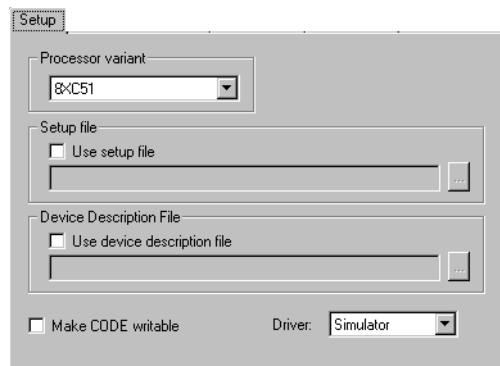 Setup
Processor variant
8XC51
Setup file
Use setup file
...
Device Description File
Use device description file
...
Make CODE writable Driver: Simulator